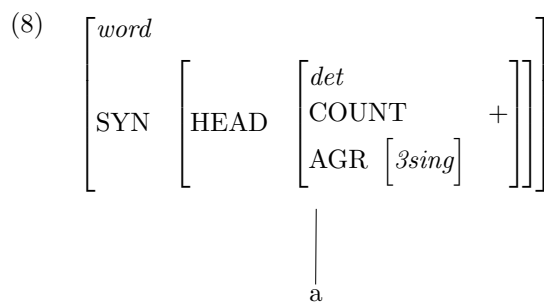 (8)
word
SYN HEAD det
COUNT +
AGR [3sing]
a